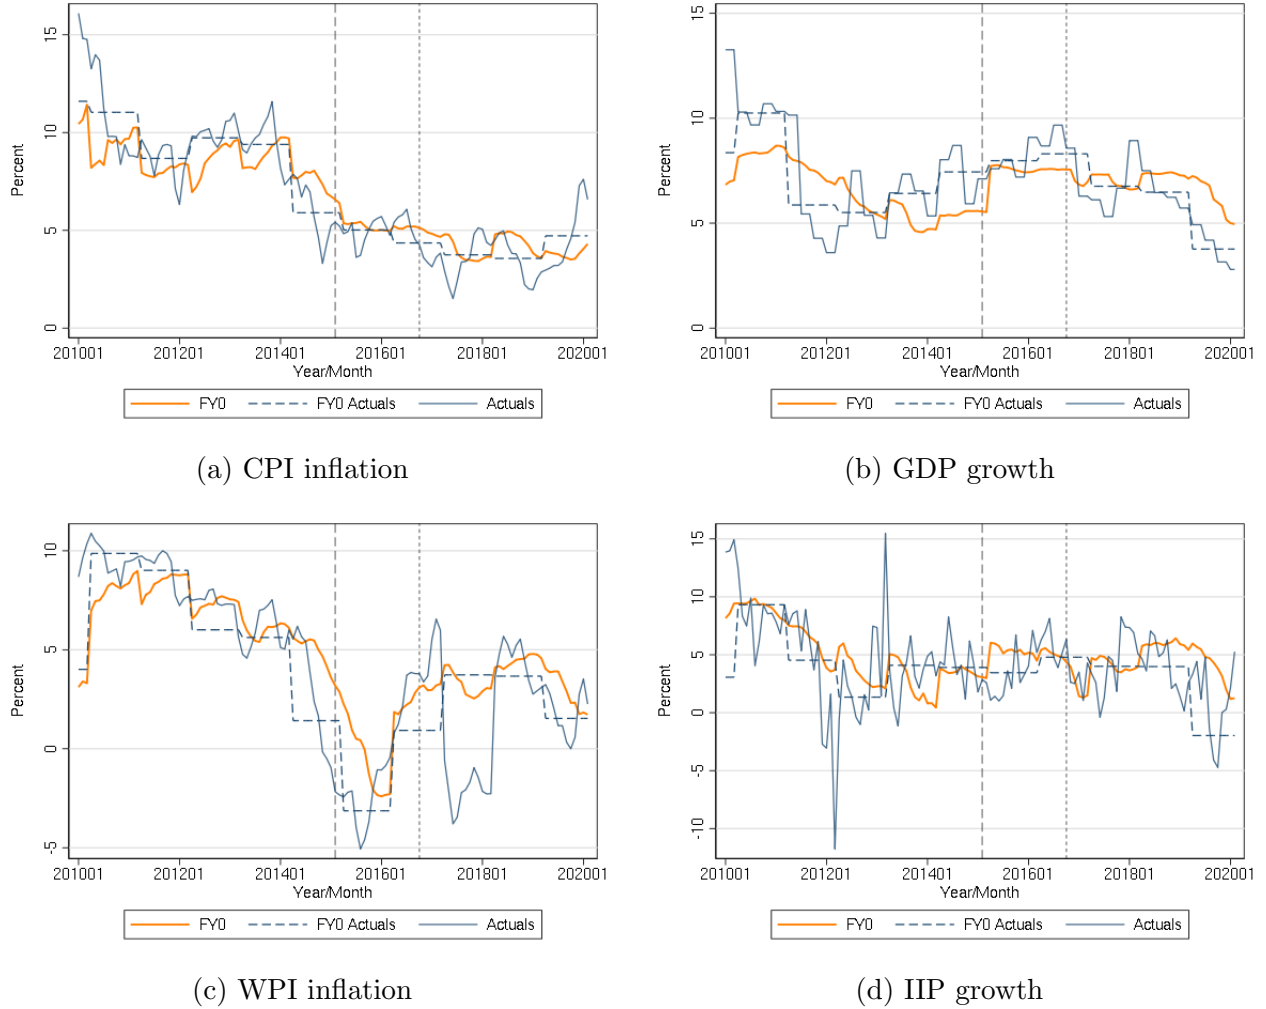 Percent
15
10
5
0
201001 201201 201401 201601 201801 202001
Year/Month
FY0 FY0 Actuals Actuals
(a) CPI inflation
Percent
15
10
5
0
201001 201201 201401 201601 201801 202001
Year/Month
FY0 FY0 Actuals Actuals
(b) GDP growth
Percent
10
5
0
-5
201001 201201 201401 201601 201801 202001
Year/Month
FY0 FY0 Actuals Actuals
(c) WPI inflation
Percent
15
10
5
0
-5
-10
201001 201201 201401 201601 201801 202001
Year/Month
FY0 FY0 Actuals Actuals
(d) IIP growth